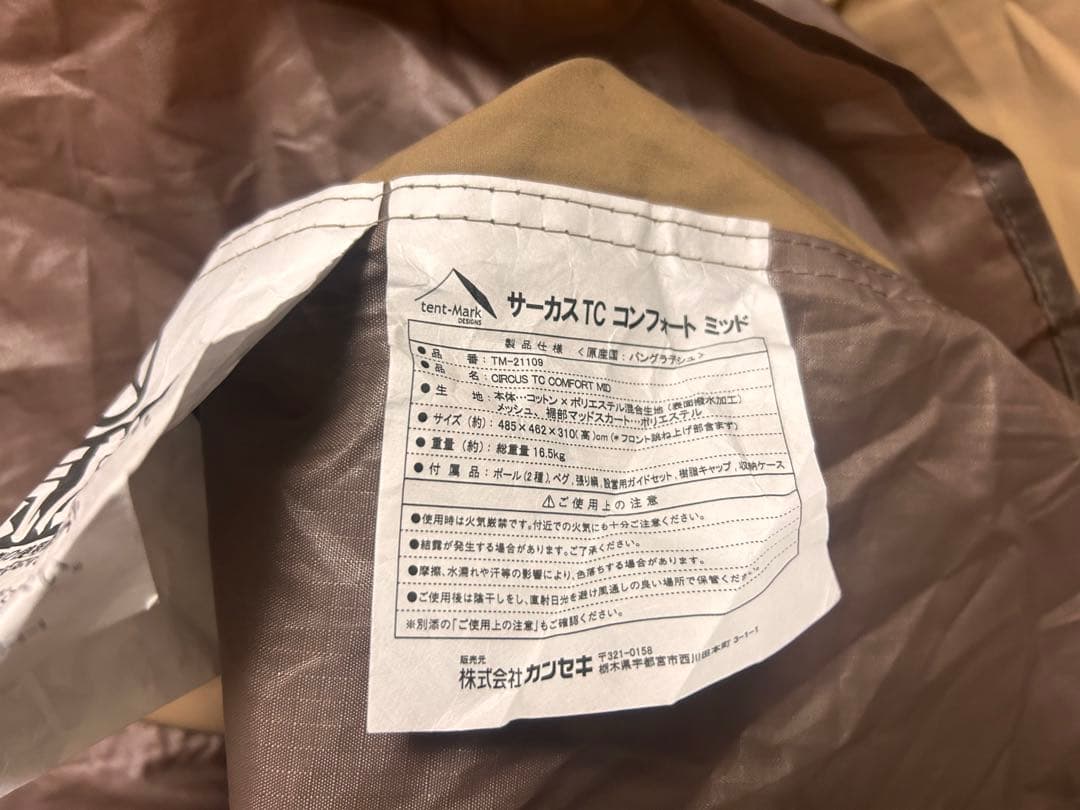 tent-Mark
DESIGNS
サーカスTC コンフォート ミッド
製品仕様 <原産国:バングラデシュ>
●品 番:TM-21109
●品 名:CIRCUS TC COMFORT MID
●生 地:本体…コットン×ポリエステル混合生地(表面撥水加工)
メッシュ、裾部マッドスカート…ポリエステル
●サイズ(約):485×462×310(高)cm(*フロント跳ね上げ部含まず)
●重量(約):総重量16.5kg
●付属品:ポール(2種),ペグ,張り綱,設営用ガイドセット,樹脂キャップ,収納ケース
⚠ご使用上の注意
●使用時は火気厳禁です。付近での火気にも十分ご注意ください。
●結露が発生する場合があります。ご了承ください。
●摩擦、水濡れや汗等の影響により、色落ちする場合があります。
●ご使用後は陰干しをし、直射日光を避け風通しの良い場所で保管ください。
※別添の「ご使用上の注意」もご確認ください。
販売元
株式会社カンセキ
〒321-0158
栃木県宇都宮市西川田本町3-1-1